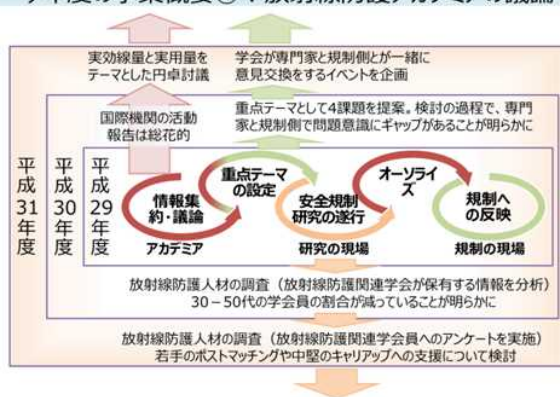 実効線量と実用量を
テーマとした円卓討議
学会が専門家と規制側とが一緒に
意見交換をするイベントを企画
国際機関の活動
報告は総花的
重点テーマとして4課題を提案。検討の過程で、専門
家と規制側で問題意識にギャップがあることが明らかに
平成31年度
平成30年度
平成29年度
情報集
約・議論
重点テーマ
の設定
安全規制
研究の遂行
オーソライ
ズ
規制へ
の反映
アカデミア
研究の現場
規制の現場
放射線防護人材の調査（放射線防護関連学会が保有する情報を分析）
30－50代の学会員の割合が減っていることが明らかに
放射線防護人材の調査（放射線防護関連学会員へのアンケートを実施）
若手のポストマッチングや中堅のキャリアップへの支援について検討